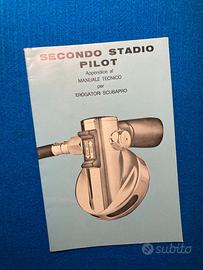 SECONDO STADIO
PILOT
Appendice al
MANUALE TECNICO
per
EROGATORI SCUBAPRO
subito